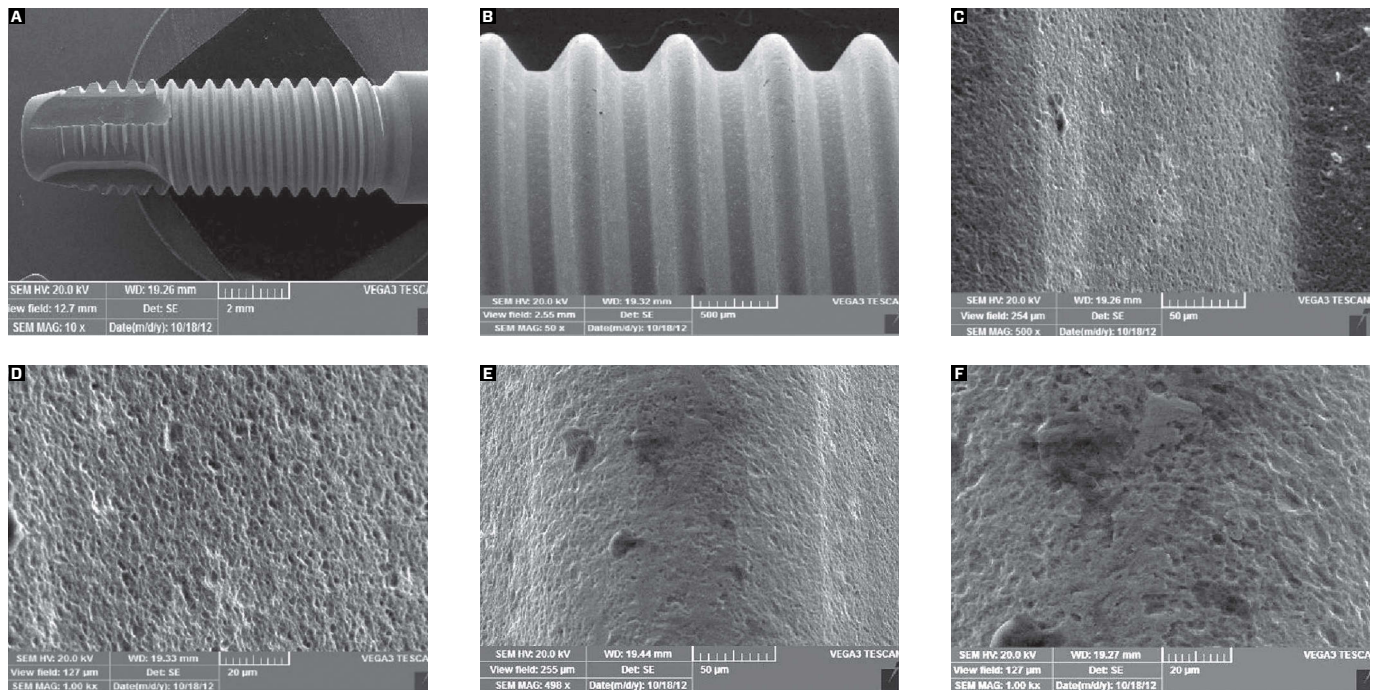 A
SEM HV: 20.0 kV WD: 19.26 mm VEGA3 TESCA
iew field: 12.7 mm Det: SE 2 mm
SEM MAG: 10 x Date(m/d/y): 10/18/12
B
SEM HV: 20.0 kV WD: 19.32 mm VEGA3 TESCA
View field: 2.55 mm Det: SE 500 µm
SEM MAG: 50 x Date(m/d/y): 10/18/12
C
SEM HV: 20.0 kV WD: 19.26 mm VEGA3 TESCAN
View field: 254 µm Det: SE 50 µm
SEM MAG: 500 x Date(m/d/y): 10/18/12
D
SEM HV: 20.0 kV WD: 19.33 mm VEGA3 TESCA
View field: 127 µm Det: SE 20 µm
SEM MAG: 1.00 kx Date(m/d/y): 10/18/12
E
SEM HV: 20.0 kV WD: 19.44 mm VEGA3 TESCAN
View field: 255 µm Det: SE 50 µm
SEM MAG: 498 x Date(m/d/y): 10/18/12
F
SEM HV: 20.0 kV WD: 19.27 mm VEGA3 TESCAN
View field: 127 µm Det: SE 20 µm
SEM MAG: 1.00 kx Date(m/d/y): 10/18/12